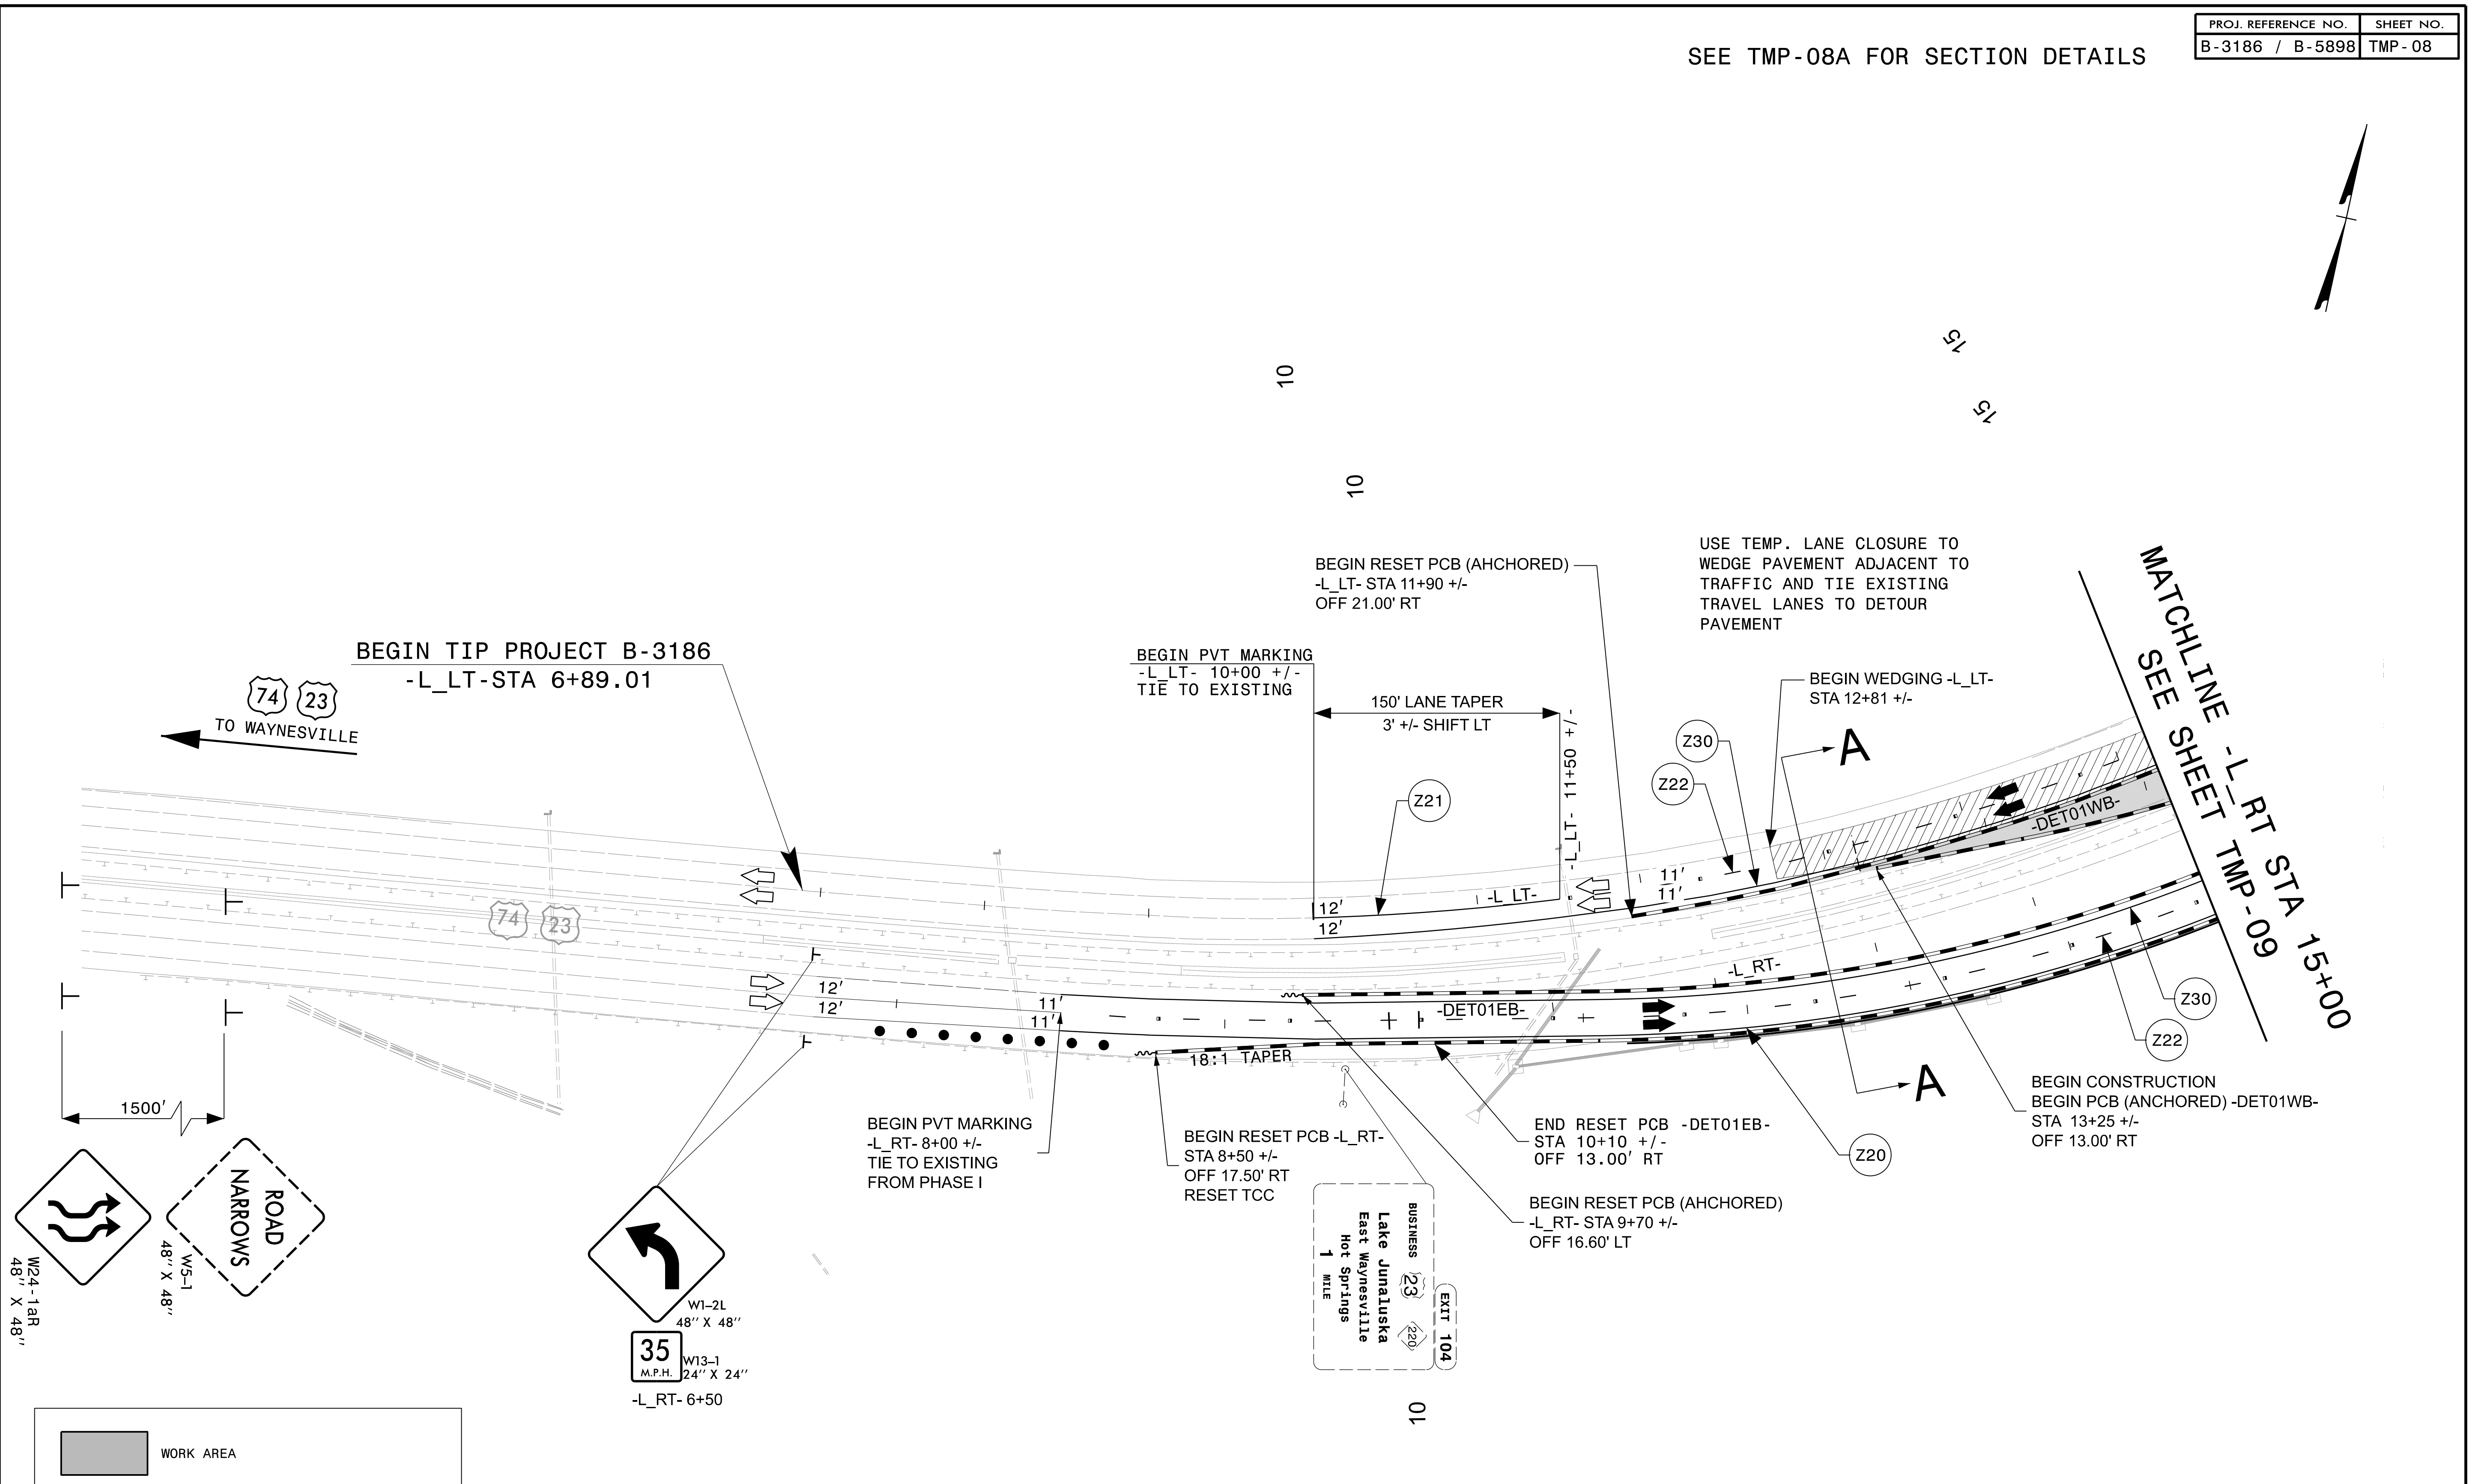 PROJ. REFERENCE NO.
SHEET NO.
B-3186 / B-5898
TMP-08
SEE TMP-08A FOR SECTION DETAILS
15
15
10
10
BEGIN RESET PCB (AHCHORED)
-L_LT- STA 11+90 +/-
OFF 21.00' RT
USE TEMP. LANE CLOSURE TO
WEDGE PAVEMENT ADJACENT TO
TRAFFIC AND TIE EXISTING
TRAVEL LANES TO DETOUR
PAVEMENT
MATCHLINE -L_RT STA 15+00
SEE SHEET TMP-09
BEGIN TIP PROJECT B-3186
-L_LT-STA 6+89.01
74
23
TO WAYNESVILLE
BEGIN PVT MARKING
-L_LT- 10+00 +/-
TIE TO EXISTING
150' LANE TAPER
3' +/- SHIFT LT
-L_LT- 11+50 +/-
BEGIN WEDGING -L_LT-
STA 12+81 +/-
Z30
Z22
A
Z21
-DET01WB-
11'
11'
-L LT-
12'
12'
74
23
-L_RT-
12'
12'
11'
11'
-DET01EB-
18:1 TAPER
Z30
Z22
A
1500'
BEGIN PVT MARKING
-L_RT- 8+00 +/-
TIE TO EXISTING
FROM PHASE I
BEGIN RESET PCB -L_RT-
STA 8+50 +/-
OFF 17.50' RT
RESET TCC
END RESET PCB -DET01EB-
STA 10+10 +/-
OFF 13.00' RT
Z20
BEGIN CONSTRUCTION
BEGIN PCB (ANCHORED) -DET01WB-
STA 13+25 +/-
OFF 13.00' RT
BEGIN RESET PCB (AHCHORED)
-L_RT- STA 9+70 +/-
OFF 16.60' LT
ROAD
NARROWS
W5-1
48'' X 48''
W24-1aR
48'' X 48''
W1-2L
48'' X 48''
35
M.P.H.
W13-1
24'' X 24''
-L_RT- 6+50
EXIT 104
BUSINESS 23 220
Lake Junaluska
East Waynesville
Hot Springs
1 MILE
10
WORK AREA